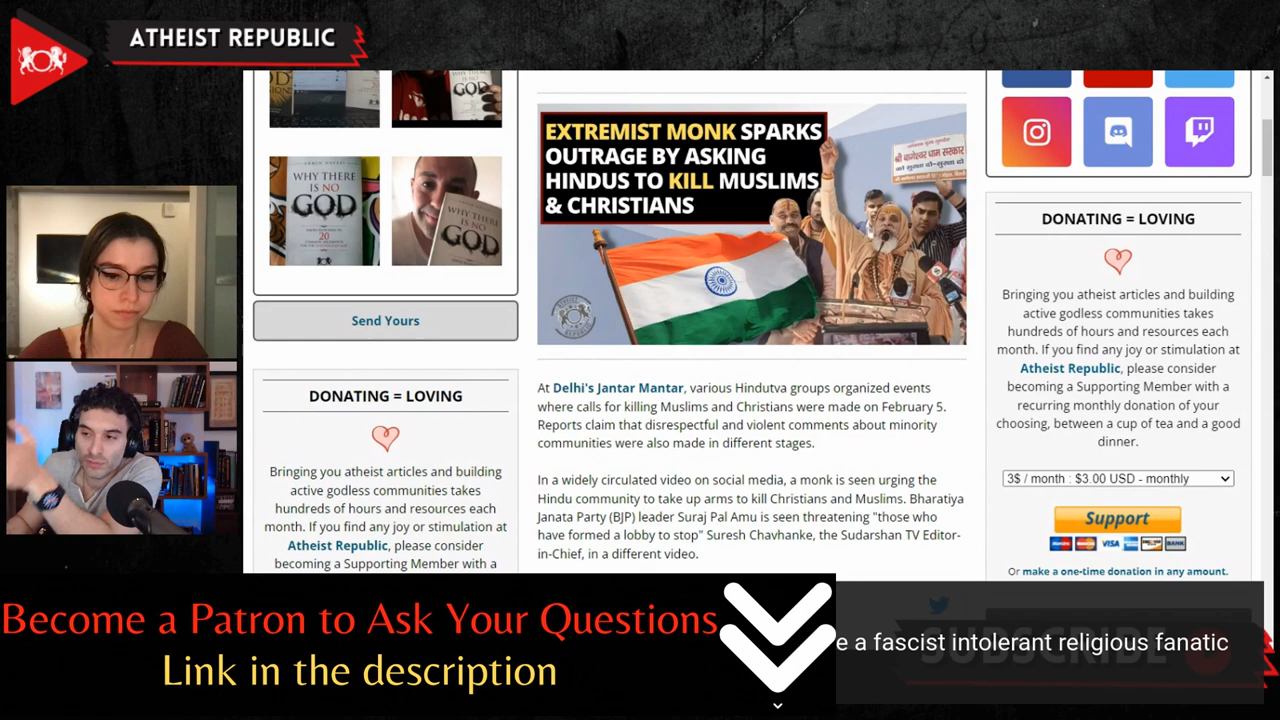 ATHEIST REPUBLIC
WHY THERE
IS NO
GOD
WHY THERE
IS NO
GOD
Send Yours
DONATING = LOVING
Bringing you atheist articles and building
active godless communities takes
hundreds of hours and resources each
month. If you find any joy or stimulation at
Atheist Republic, please consider
becoming a Supporting Member with a
EXTREMIST MONK SPARKS
OUTRAGE BY ASKING
HINDUS TO KILL MUSLIMS
& CHRISTIANS
At Delhi's Jantar Mantar, various Hindutva groups organized events
where calls for killing Muslims and Christians were made on February 5.
Reports claim that disrespectful and violent comments about minority
communities were also made in different stages.
In a widely circulated video on social media, a monk is seen urging the
Hindu community to take up arms to kill Christians and Muslims. Bharatiya
Janata Party (BJP) leader Suraj Pal Amu is seen threatening "those who
have formed a lobby to stop" Suresh Chavhanke, the Sudarshan TV Editor-
in-Chief, in a different video.
DONATING = LOVING
Bringing you atheist articles and building
active godless communities takes
hundreds of hours and resources each
month. If you find any joy or stimulation at
Atheist Republic, please consider
becoming a Supporting Member with a
recurring monthly donation of your
choosing, between a cup of tea and a good
dinner.
3$ / month : $3.00 USD - monthly
Support
VISA
BANK
Or make a one-time donation in any amount.
Become a Patron to Ask Your Questions
Link in the description
e a fascist intolerant religious fanatic
SUBSCRIBE